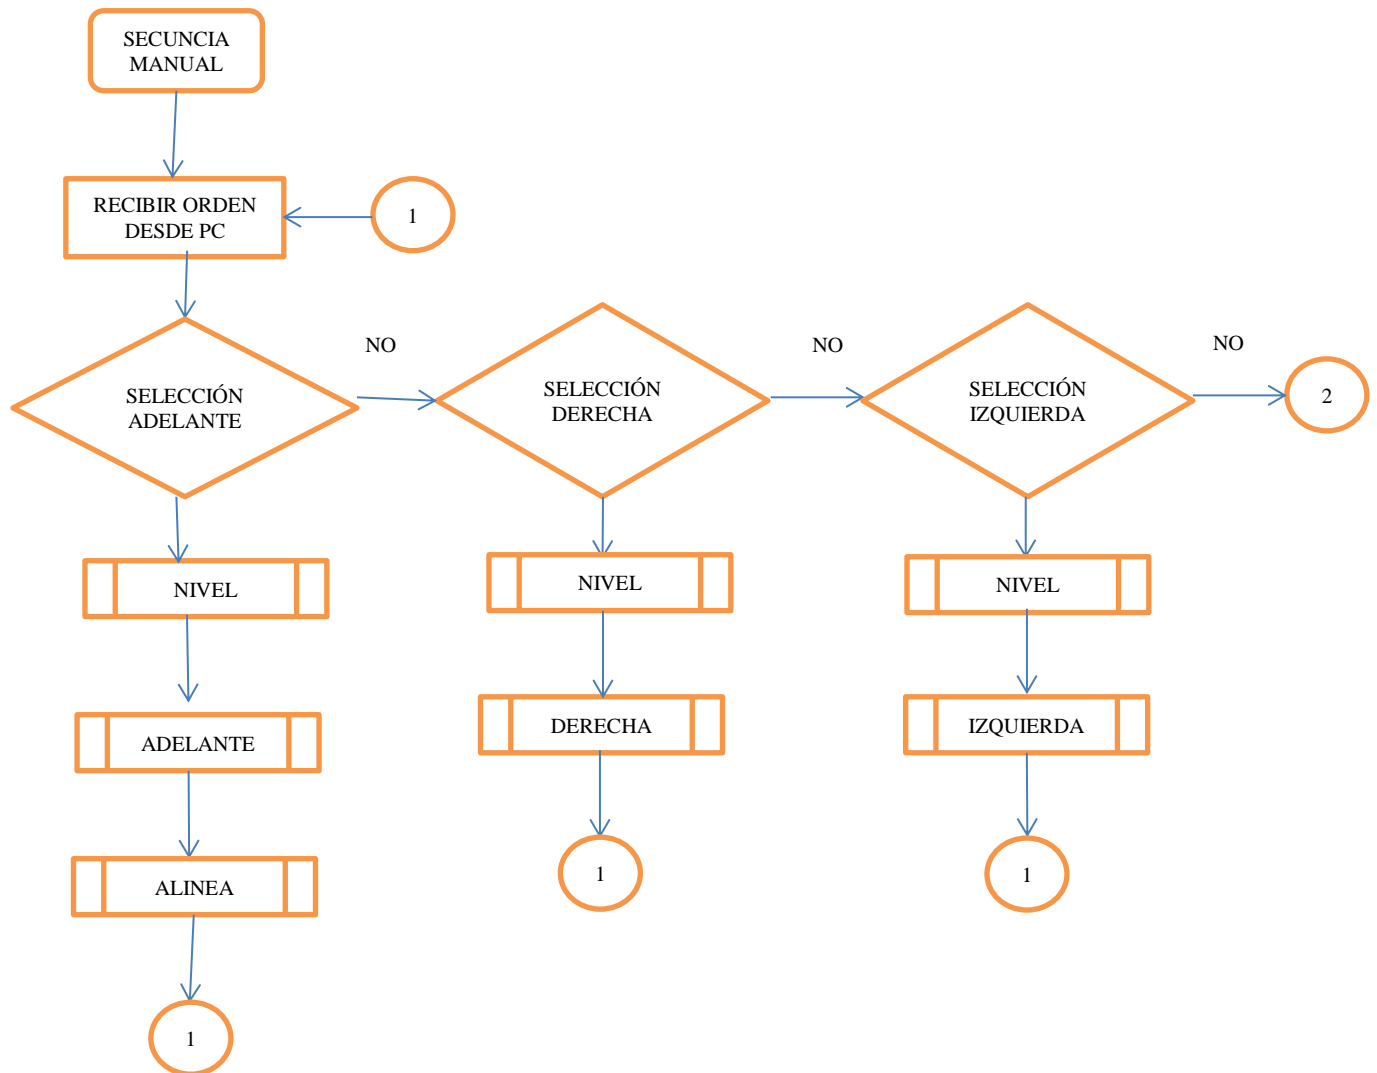 SECUNCIA
MANUAL
RECIBIR ORDEN
DESDE PC
1
NO
NO
NO
SELECCIÓN
ADELANTE
SELECCIÓN
DERECHA
SELECCIÓN
IZQUIERDA
2
NIVEL
NIVEL
NIVEL
ADELANTE
DERECHA
IZQUIERDA
ALINEA
1
1
1